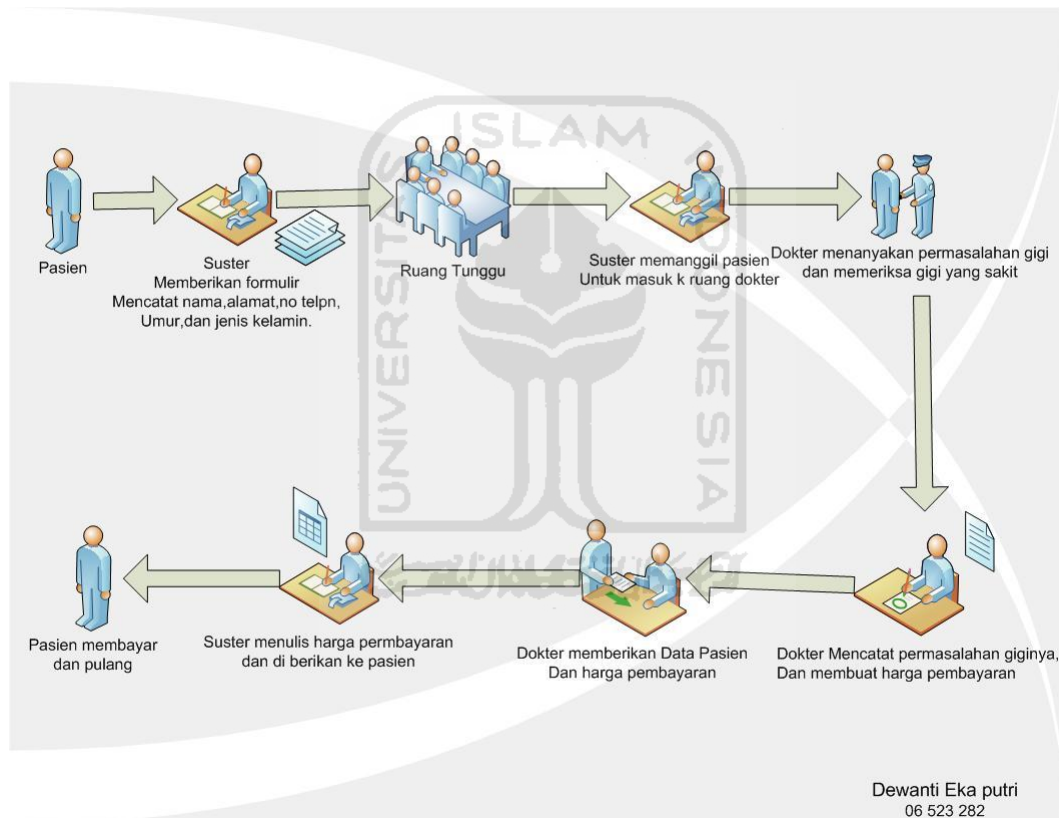 UNIVERSITAS ISLAM INDONESIA
Pasien
Suster
Memberikan formulir
Mencatat nama,alamat,no telpn,
Umur,dan jenis kelamin.
Ruang Tunggu
Suster memanggil pasien
Untuk masuk k ruang dokter
Dokter menanyakan permasalahan gigi
dan memeriksa gigi yang sakit
Pasien membayar
dan pulang
Suster menulis harga permbayaran
dan di berikan ke pasien
Dokter memberikan Data Pasien
Dan harga pembayaran
Dokter Mencatat permasalahan giginya,
Dan membuat harga pembayaran
Dewanti Eka putri
06 523 282